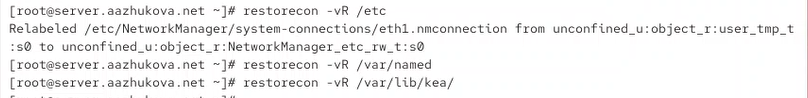 [root@server.aazhukova.net ~]# restorecon -vR /etc
Relabeled /etc/NetworkManager/system-connections/eth1.nmconnection from unconfined_u:object_r:user_tmp_t
:s0 to unconfined_u:object_r:NetworkManager_etc_rw_t:s0
[root@server.aazhukova.net ~]# restorecon -vR /var/named
[root@server.aazhukova.net ~]# restorecon -vR /var/lib/kea/